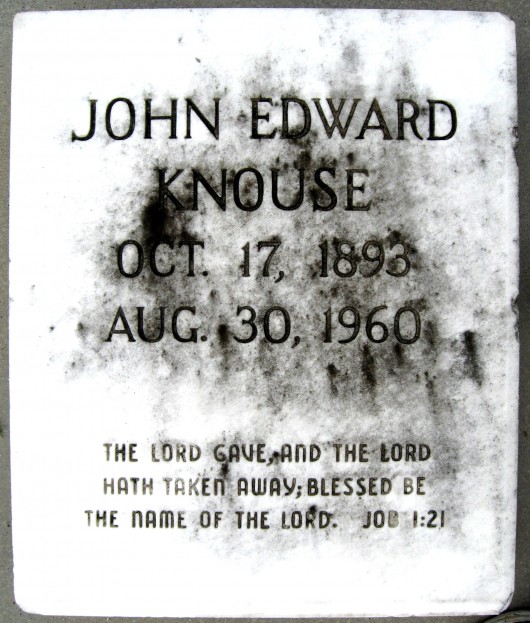 JOHN EDWARD
KNOUSE
OCT. 17, 1893
AUG. 30, 1960
THE LORD GAVE, AND THE LORD
HATH TAKEN AWAY; BLESSED BE
THE NAME OF THE LORD. JOB 1:21